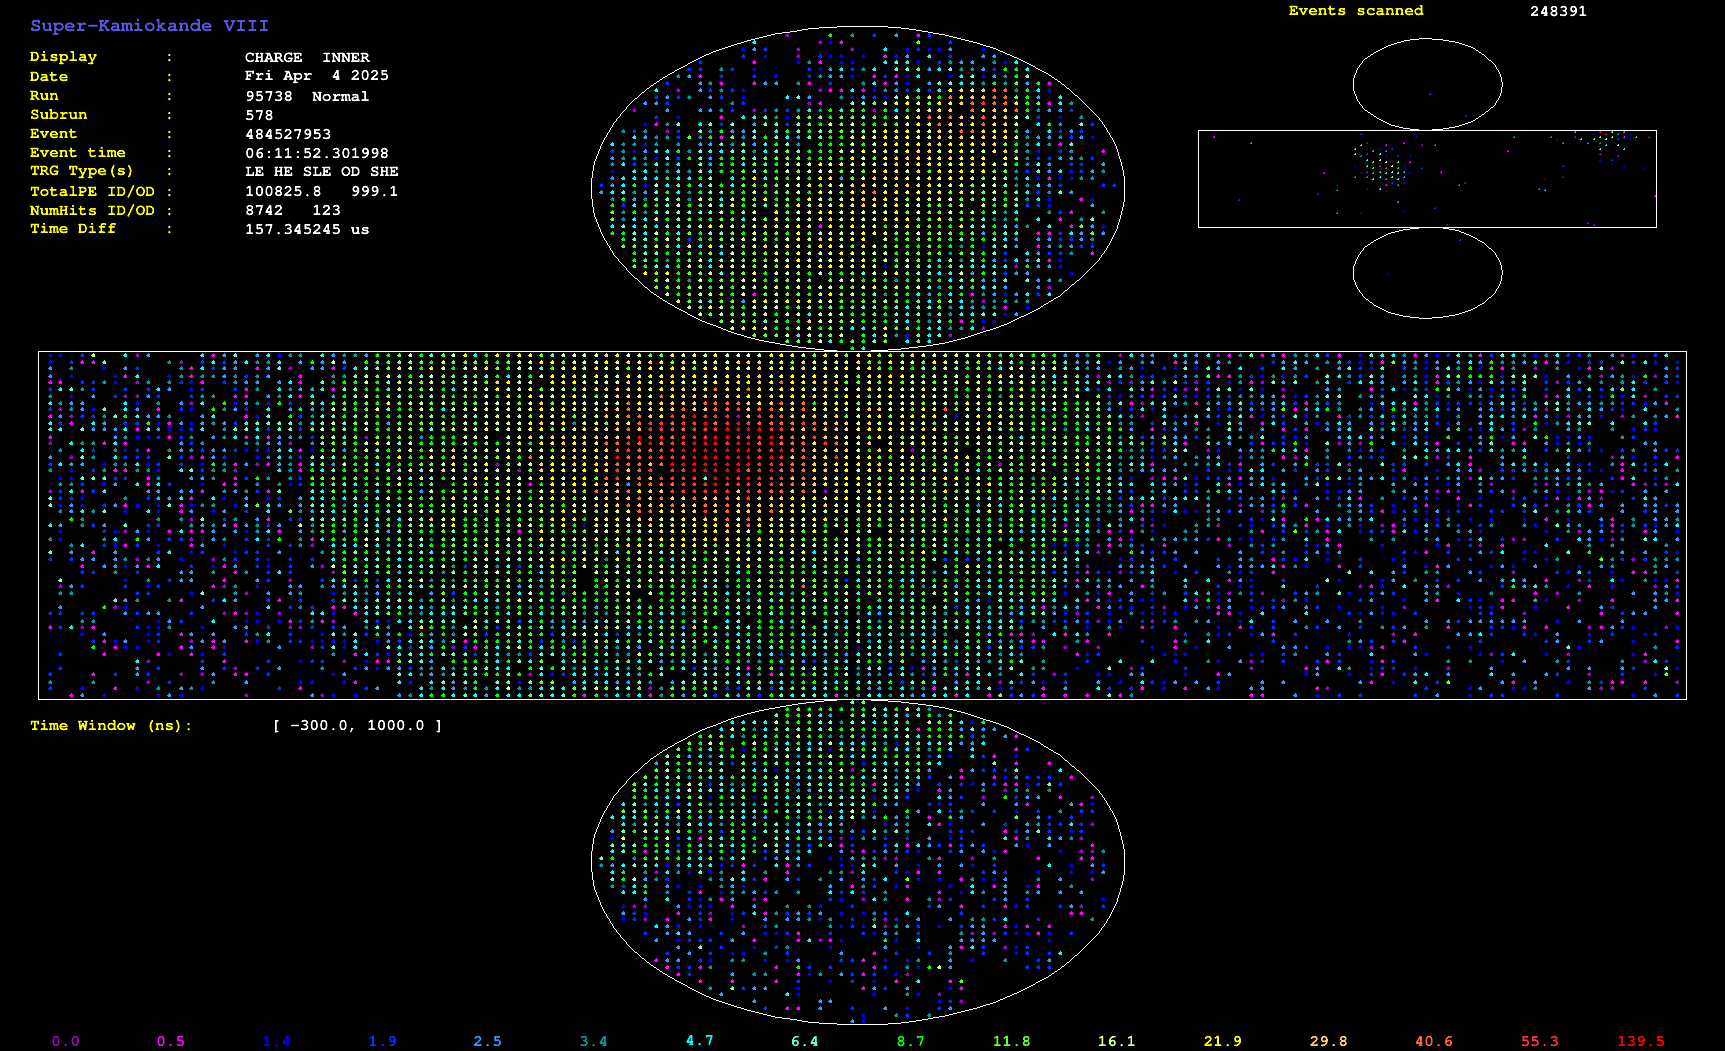 Super-Kamiokande VIII
Events scanned 248391
Display : CHARGE INNER
Date : Fri Apr 4 2025
Run : 95738 Normal
Subrun : 578
Event : 484527953
Event time : 06:11:52.301998
TRG Type(s) : LE HE SLE OD SHE
TotalPE ID/OD : 100825.8 999.1
NumHits ID/OD : 8742 123
Time Diff : 157.345245 us
Time Window (ns): [ -300.0, 1000.0 ]
0.0 0.5 1.4 1.9 2.5 3.4 4.7 6.4 8.7 11.8 16.1 21.9 29.8 40.6 55.3 139.5